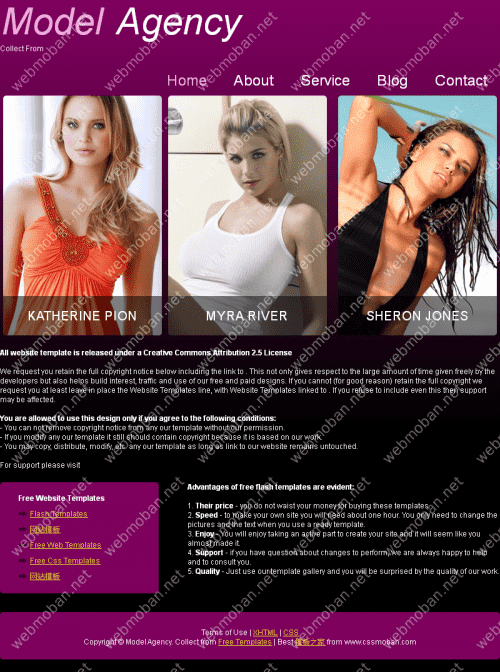 Model Agency
Collect From
Home About Service Blog Contact
KATHERINE PION
MYRA RIVER
SHERON JONES
All website template is released under a Creative Commons Attribution 2.5 License
We request you retain the full copyright notice below including the link to . This not only gives respect to the large amount of time given freely by the
developers but also helps build interest, traffic and use of our free and paid designs. If you cannot (for good reason) retain the full copyright we
request you at least leave in place the Website Templates line, with Website Templates linked to . If you refuse to include even this then support
may be affected.
You are allowed to use this design only if you agree to the following conditions:
- You can not remove copyright notice from any our template without our permission.
- If you modify any our template it still should contain copyright because it is based on our work.
- You may copy, distribute, modify, etc. any our template as long as link to our website remains untouched.
For support please visit
Free Website Templates
Flash Templates
网站模板
Free Web Templates
Free Css Templates
网站模板
Advantages of free flash templates are evident:
1. Their price - you do not waist your money for buying these templates.
2. Speed - to make your own site you will need about one hour. You only need to change the
pictures and the text when you use a ready template.
3. Enjoy - You will enjoy taking an active part to create your site and it will seem like you
almost made it.
4. Support - if you have question about changes to perform, we are always happy to help
and to consult you.
5. Quality - Just use our template gallery and you will be surprised by the quality of our work.
Terms of Use | XHTML | CSS
Copyright © Model Agency. Collect from Free Templates | Best 模板之家 from www.cssmoban.com
webmoban.net